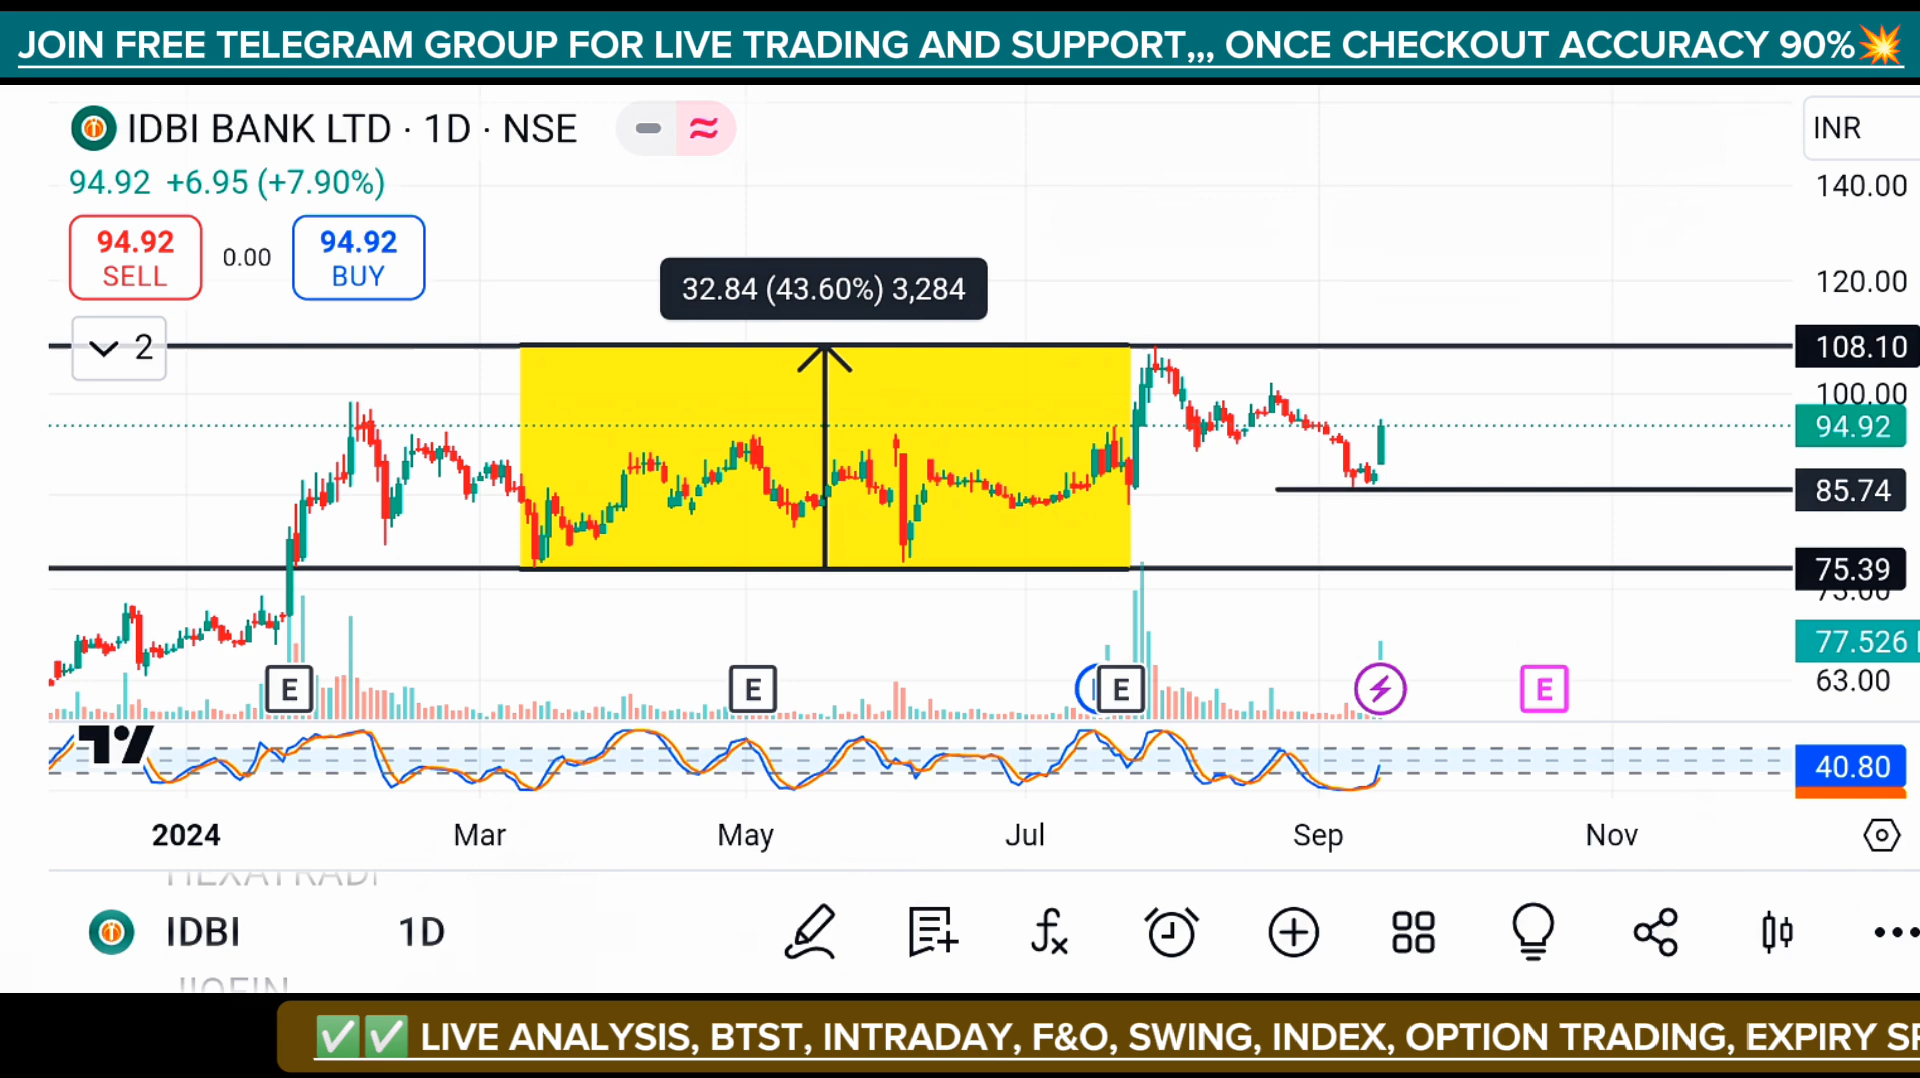 JOIN FREE TELEGRAM GROUP FOR LIVE TRADING AND SUPPORT,,, ONCE CHECKOUT ACCURACY 90%💥
IDBI BANK LTD · 1D · NSE
INR
94.92 +6.95 (+7.90%)
140.00
94.92
SELL
0.00
94.92
BUY
120.00
32.84 (43.60%) 3,284
2
108.10
100.00
94.92
85.74
75.39
77.526
63.00
E
E
E
E
40.80
2024
Mar
May
Jul
Sep
Nov
IDBI
1D
✅✅ LIVE ANALYSIS, BTST, INTRADAY, F&O, SWING, INDEX, OPTION TRADING, EXPIRY